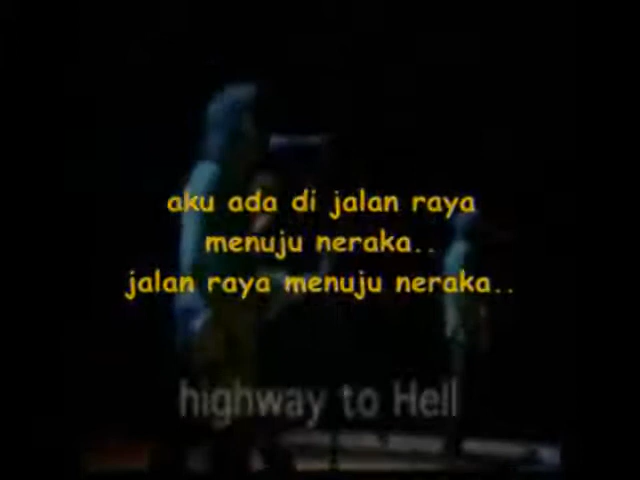 aku ada di jalan raya
menuju neraka..
jalan raya menuju neraka..
highway to Hell